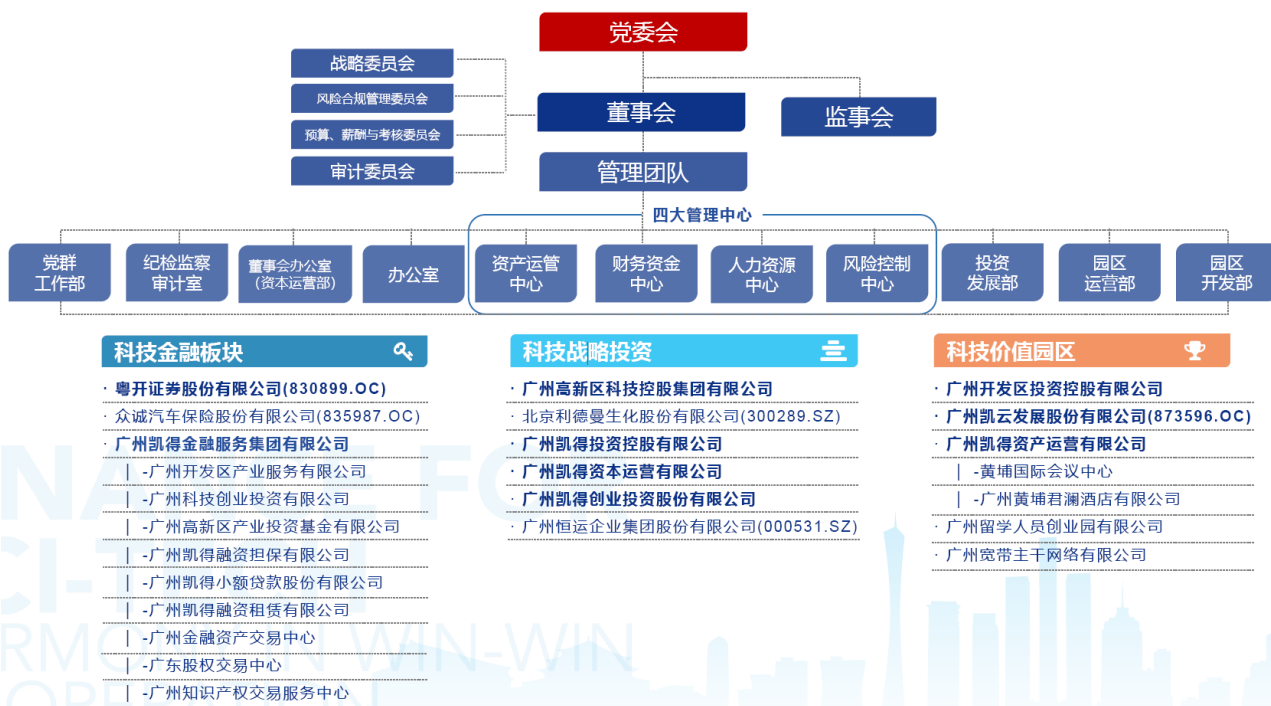 党委会
战略委员会
风险合规管理委员会
预算、薪酬与考核委员会
审计委员会
董事会
监事会
管理团队
四大管理中心
党群
工作部
纪检监察
审计室
董事会办公室
（资本运营部）
办公室
资产运管
中心
财务资金
中心
人力资源
中心
风险控制
中心
投资
发展部
园区
运营部
园区
开发部
科技金融板块
· 粤开证券股份有限公司(830899.OC)
· 众诚汽车保险股份有限公司(835987.OC)
· 广州凯得金融服务集团有限公司
| -广州开发区产业服务有限公司
| -广州科技创业投资有限公司
| -广州高新区产业投资基金有限公司
| -广州凯得融资担保有限公司
| -广州凯得小额贷款股份有限公司
| -广州凯得融资租赁有限公司
| -广州金融资产交易中心
| -广东股权交易中心
| -广州知识产权交易服务中心
科技战略投资
· 广州高新区科技控股集团有限公司
· 北京利德曼生化股份有限公司(300289.SZ)
· 广州凯得投资控股有限公司
· 广州凯得资本运营有限公司
· 广州凯得创业投资股份有限公司
· 广州恒运企业集团股份有限公司(000531.SZ)
科技价值园区
· 广州开发区投资控股有限公司
· 广州凯云发展股份有限公司(873596.OC)
· 广州凯得资产运营有限公司
| -黄埔国际会议中心
| -广州黄埔君澜酒店有限公司
· 广州留学人员创业园有限公司
· 广州宽带主干网络有限公司
WIN-WIN